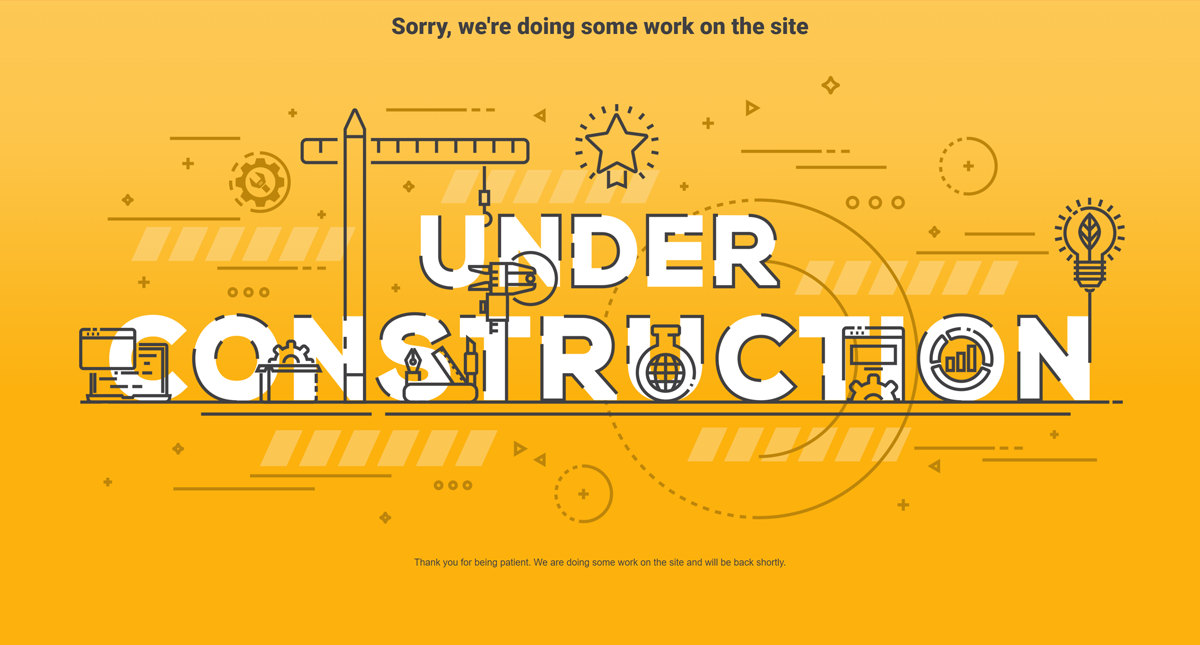 Sorry, we're doing some work on the site
UNDER
CONSTRUCTION
Thank you for being patient. We are doing some work on the site and will be back shortly.